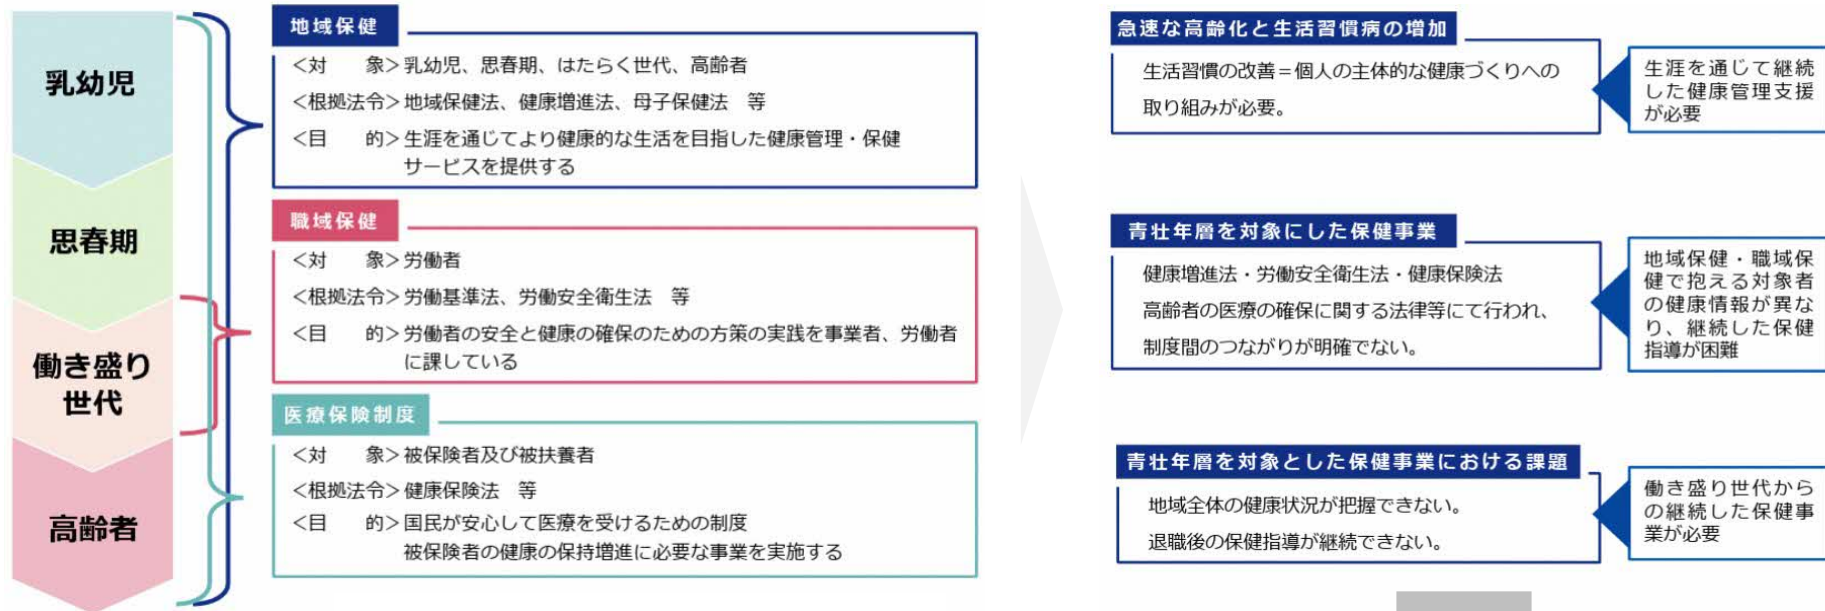 乳幼児
思春期
働き盛り
世代
高齢者
地域保健
＜対　　象＞乳幼児、思春期、はたらく世代、高齢者
＜根拠法令＞地域保健法、健康増進法、母子保健法　等
＜目　　的＞生涯を通じてより健康的な生活を目指した健康管理・保健
サービスを提供する
職域保健
＜対　　象＞労働者
＜根拠法令＞労働基準法、労働安全衛生法　等
＜目　　的＞労働者の安全と健康の確保のための方策の実践を事業者、労働者
に課している
医療保険制度
＜対　　象＞被保険者及び被扶養者
＜根拠法令＞健康保険法　等
＜目　　的＞国民が安心して医療を受けるための制度
被保険者の健康の保持増進に必要な事業を実施する
急速な高齢化と生活習慣病の増加
生活習慣の改善＝個人の主体的な健康づくりへの
取り組みが必要。
生涯を通じて継続
した健康管理支援
が必要
青壮年層を対象にした保健事業
健康増進法・労働安全衛生法・健康保険法
高齢者の医療の確保に関する法律等にて行われ、
制度間のつながりが明確でない。
地域保健・職域保
健で抱える対象者
の健康情報が異な
り、継続した保健
指導が困難
青壮年層を対象とした保健事業における課題
地域全体の健康状況が把握できない。
退職後の保健指導が継続できない。
働き盛り世代から
の継続した保健事
業が必要